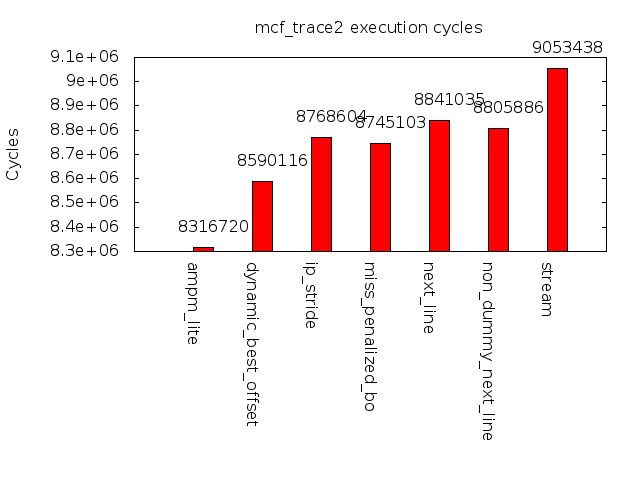 mcf_trace2 execution cycles
Cycles
9.1e+06
9e+06
8.9e+06
8.8e+06
8.7e+06
8.6e+06
8.5e+06
8.4e+06
8.3e+06
8316720
8590116
8768604
8745103
8841035
8805886
9053438
ampm_lite
dynamic_best_offset
ip_stride
miss_penalized_bo
next_line
non_dummy_next_line
stream